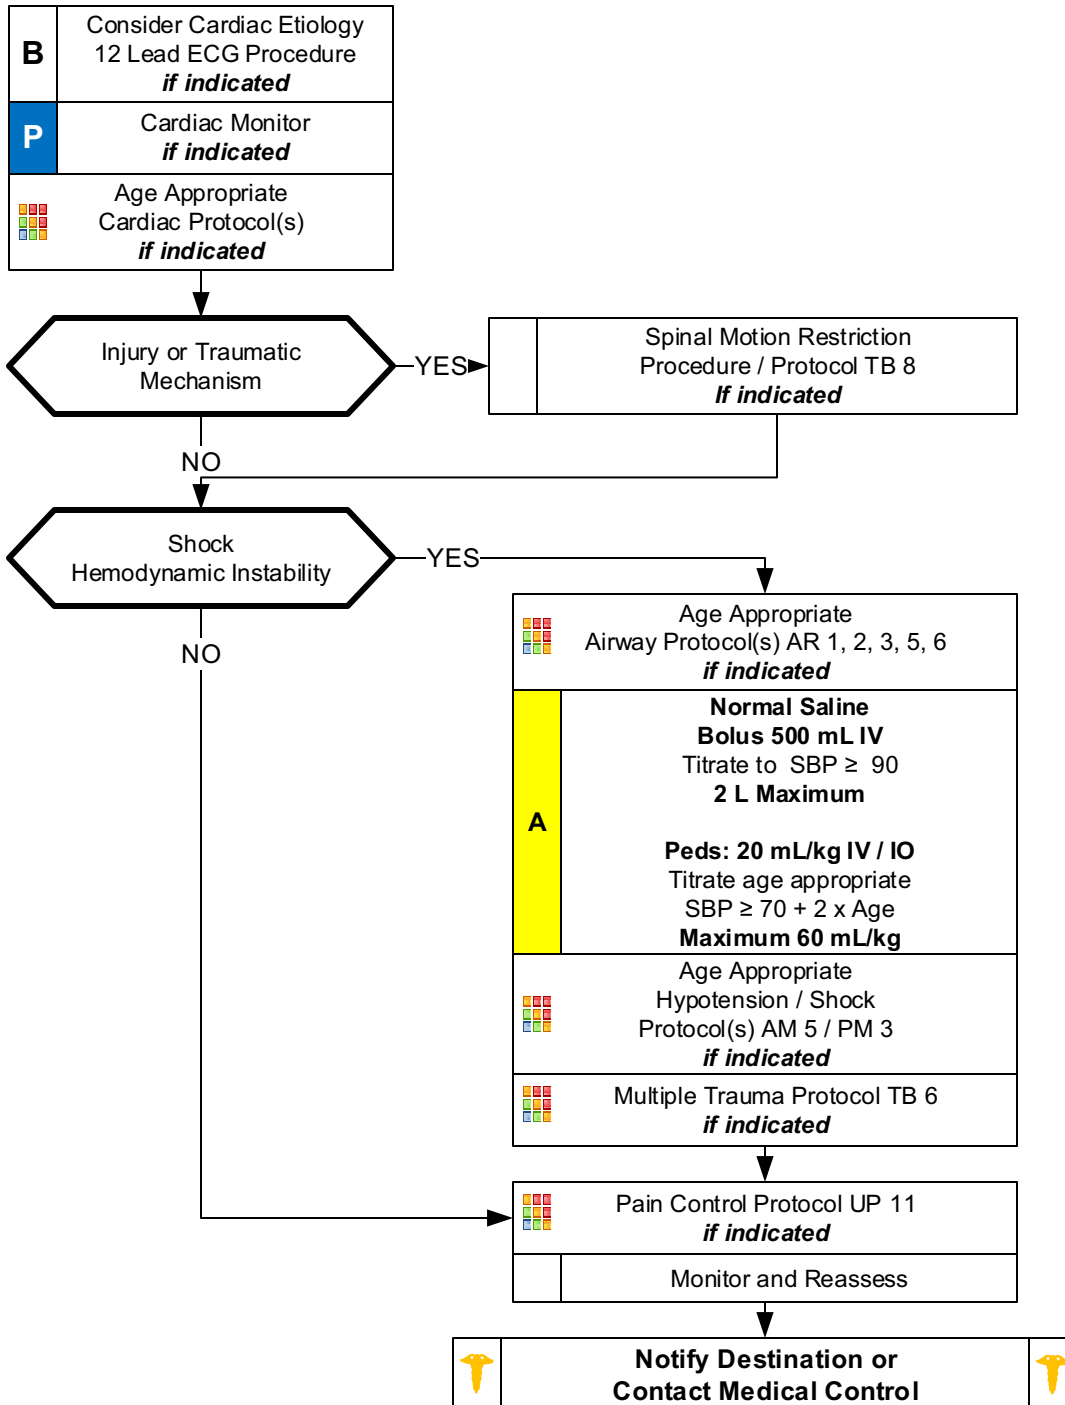 B
Consider Cardiac Etiology
12 Lead ECG Procedure
if indicated
P
Cardiac Monitor
if indicated
Age Appropriate
Cardiac Protocol(s)
if indicated
Injury or Traumatic
Mechanism
YES
Spinal Motion Restriction
Procedure / Protocol TB 8
If indicated
NO
Shock
Hemodynamic Instability
YES
NO
Age Appropriate
Airway Protocol(s) AR 1, 2, 3, 5, 6
if indicated
A
Normal Saline
Bolus 500 mL IV
Titrate to SBP ≥ 90
2 L Maximum
Peds: 20 mL/kg IV / IO
Titrate age appropriate
SBP ≥ 70 + 2 x Age
Maximum 60 mL/kg
Age Appropriate
Hypotension / Shock
Protocol(s) AM 5 / PM 3
if indicated
Multiple Trauma Protocol TB 6
if indicated
Pain Control Protocol UP 11
if indicated
Monitor and Reassess
Notify Destination or
Contact Medical Control